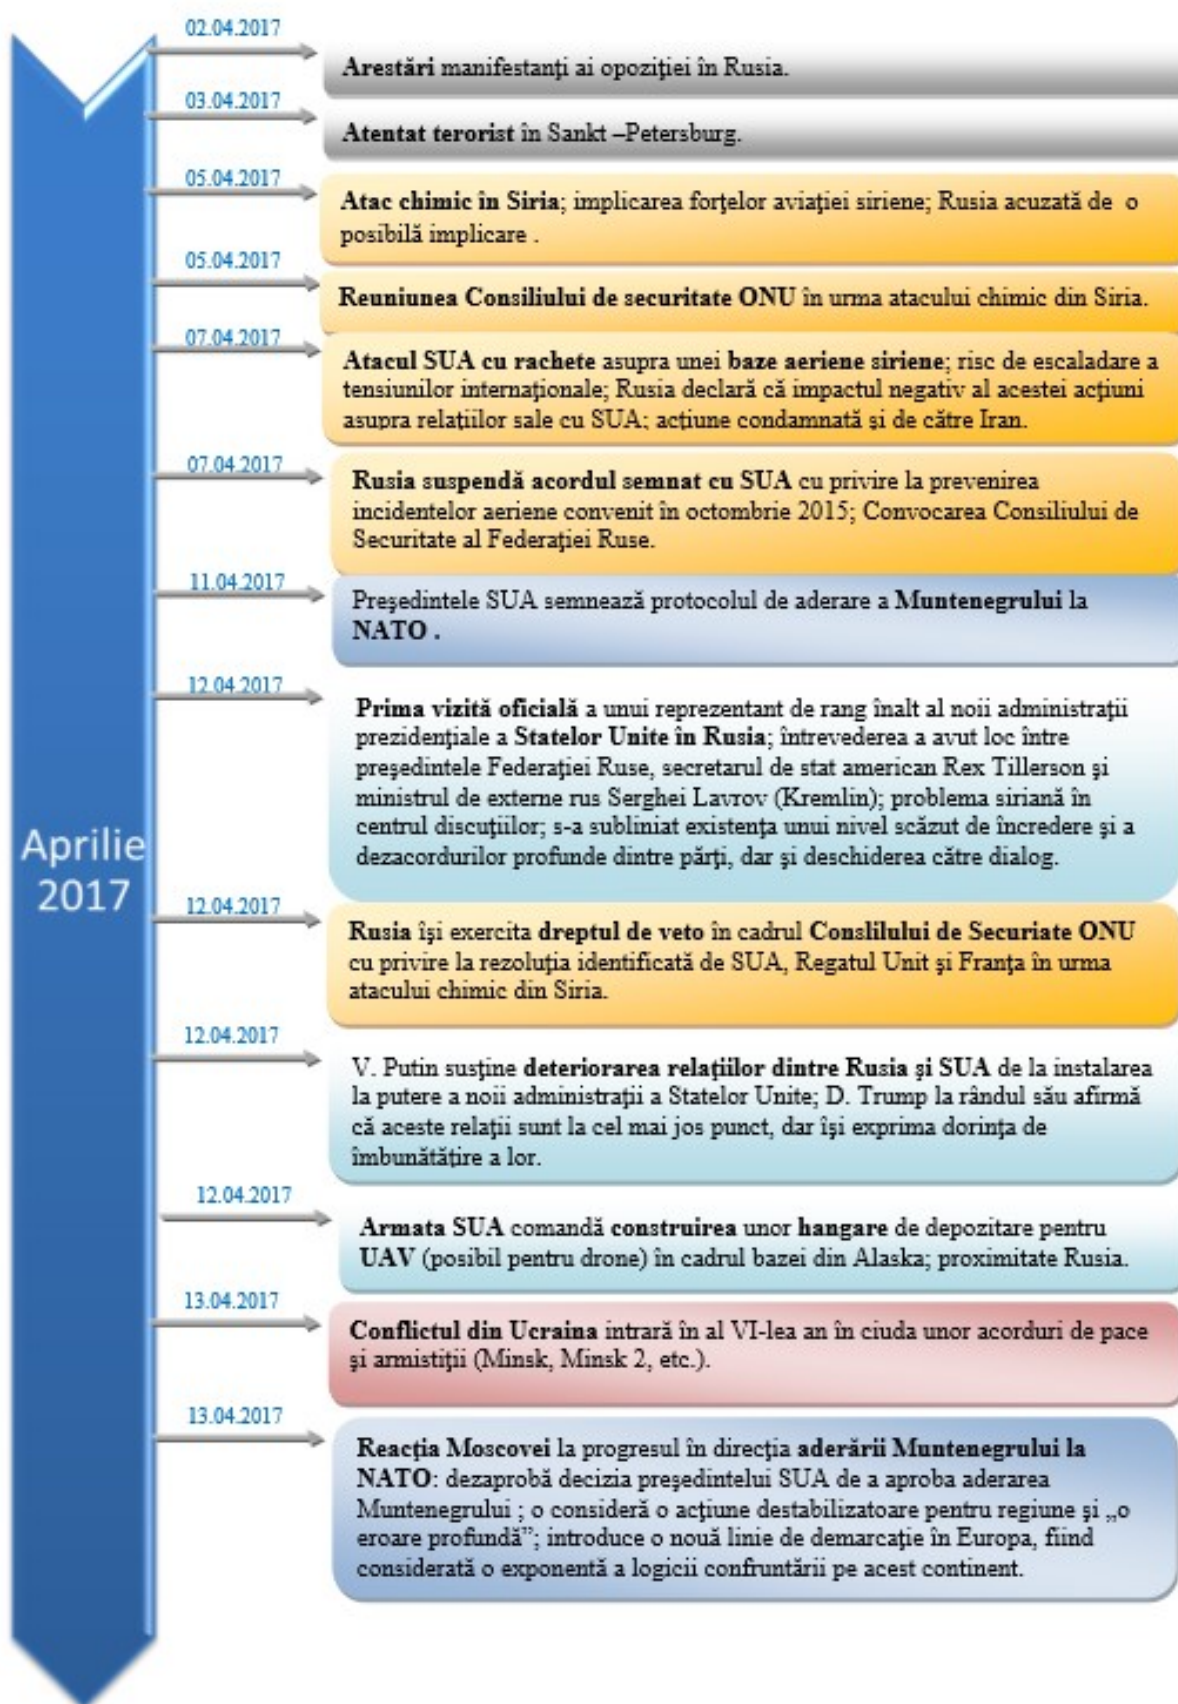 02.04.2017
Arestări manifestanţi ai opoziţiei în Rusia.
03.04.2017
Atentat terorist în Sankt –Petersburg.
05.04.2017
Atac chimic în Siria; implicarea forţelor aviaţiei siriene; Rusia acuzată de o
posibilă implicare .
05.04.2017
Reuniunea Consiliului de securitate ONU în urma atacului chimic din Siria.
07.04.2017
Atacul SUA cu rachete asupra unei baze aeriene siriene; risc de escaladare a
tensiunilor internaţionale; Rusia declară că impactul negativ al acestei acţiuni
asupra relaţiilor sale cu SUA; acţiune condamnată şi de către Iran.
07.04.2017
Rusia suspendă acordul semnat cu SUA cu privire la prevenirea
incidentelor aeriene convenit în octombrie 2015; Convocarea Consiliului de
Securitate al Federaţiei Ruse.
11.04.2017
Preşedintele SUA semnează protocolul de aderare a Muntenegrului la
NATO .
12.04.2017
Prima vizită oficială a unui reprezentant de rang înalt al noii administraţii
prezidenţiale a Statelor Unite în Rusia; întrevederea a avut loc între
preşedintele Federaţiei Ruse, secretarul de stat american Rex Tillerson şi
ministrul de externe rus Serghei Lavrov (Kremlin); problema siriană în
centrul discuţiilor; s-a subliniat existenţa unui nivel scăzut de încredere şi a
dezacordurilor profunde dintre părţi, dar şi deschiderea către dialog.
Aprilie
2017
12.04.2017
Rusia îşi exercita dreptul de veto în cadrul Conslilului de Securiate ONU
cu privire la rezoluţia identificată de SUA, Regatul Unit şi Franţa în urma
atacului chimic din Siria.
12.04.2017
V. Putin susţine deteriorarea relaţiilor dintre Rusia şi SUA de la instalarea
la putere a noii administraţii a Statelor Unite; D. Trump la rândul său afirmă
că aceste relaţii sunt la cel mai jos punct, dar îşi exprima dorinţa de
îmbunătăţire a lor.
12.04.2017
Armata SUA comandă construirea unor hangare de depozitare pentru
UAV (posibil pentru drone) în cadrul bazei din Alaska; proximitate Rusia.
13.04.2017
Conflictul din Ucraina intrară în al VI-lea an în ciuda unor acorduri de pace
şi armistiţii (Minsk, Minsk 2, etc.).
13.04.2017
Reacţia Moscovei la progresul în direcţia aderării Muntenegrului la
NATO: dezaprobă decizia preşedintelui SUA de a aproba aderarea
Muntenegrului ; o consideră o acţiune destabilizatoare pentru regiune şi „o
eroare profundă”; introduce o nouă linie de demarcaţie în Europa, fiind
considerată o exponentă a logicii confruntării pe acest continent.